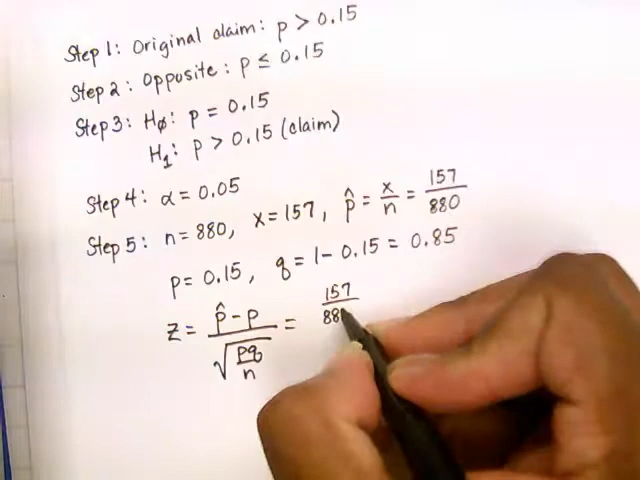 Step 1: Original claim: p > 0.15
Step 2: Opposite: p ≤ 0.15
Step 3: H∅: p = 0.15
H₁: p > 0.15 (claim)
Step 4: α = 0.05
Step 5: n = 880, x = 157, p̂ = x/n = 157/880
p = 0.15, q = 1 - 0.15 = 0.85
z = (p̂ - p)/√(pq/n) = 157/88